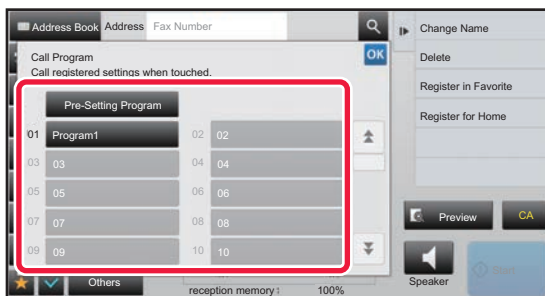 Address Book Address Fax Number
Call Program
OK
Call registered settings when touched.
Pre-Setting Program
01 Program1 02 02
03 03 04 04
05 05 06 06
07 07 08 08
09 09 10 10
Others
reception memory: 100%
Change Name
Delete
Register in Favorite
Register for Home
Preview CA
Speaker
Start